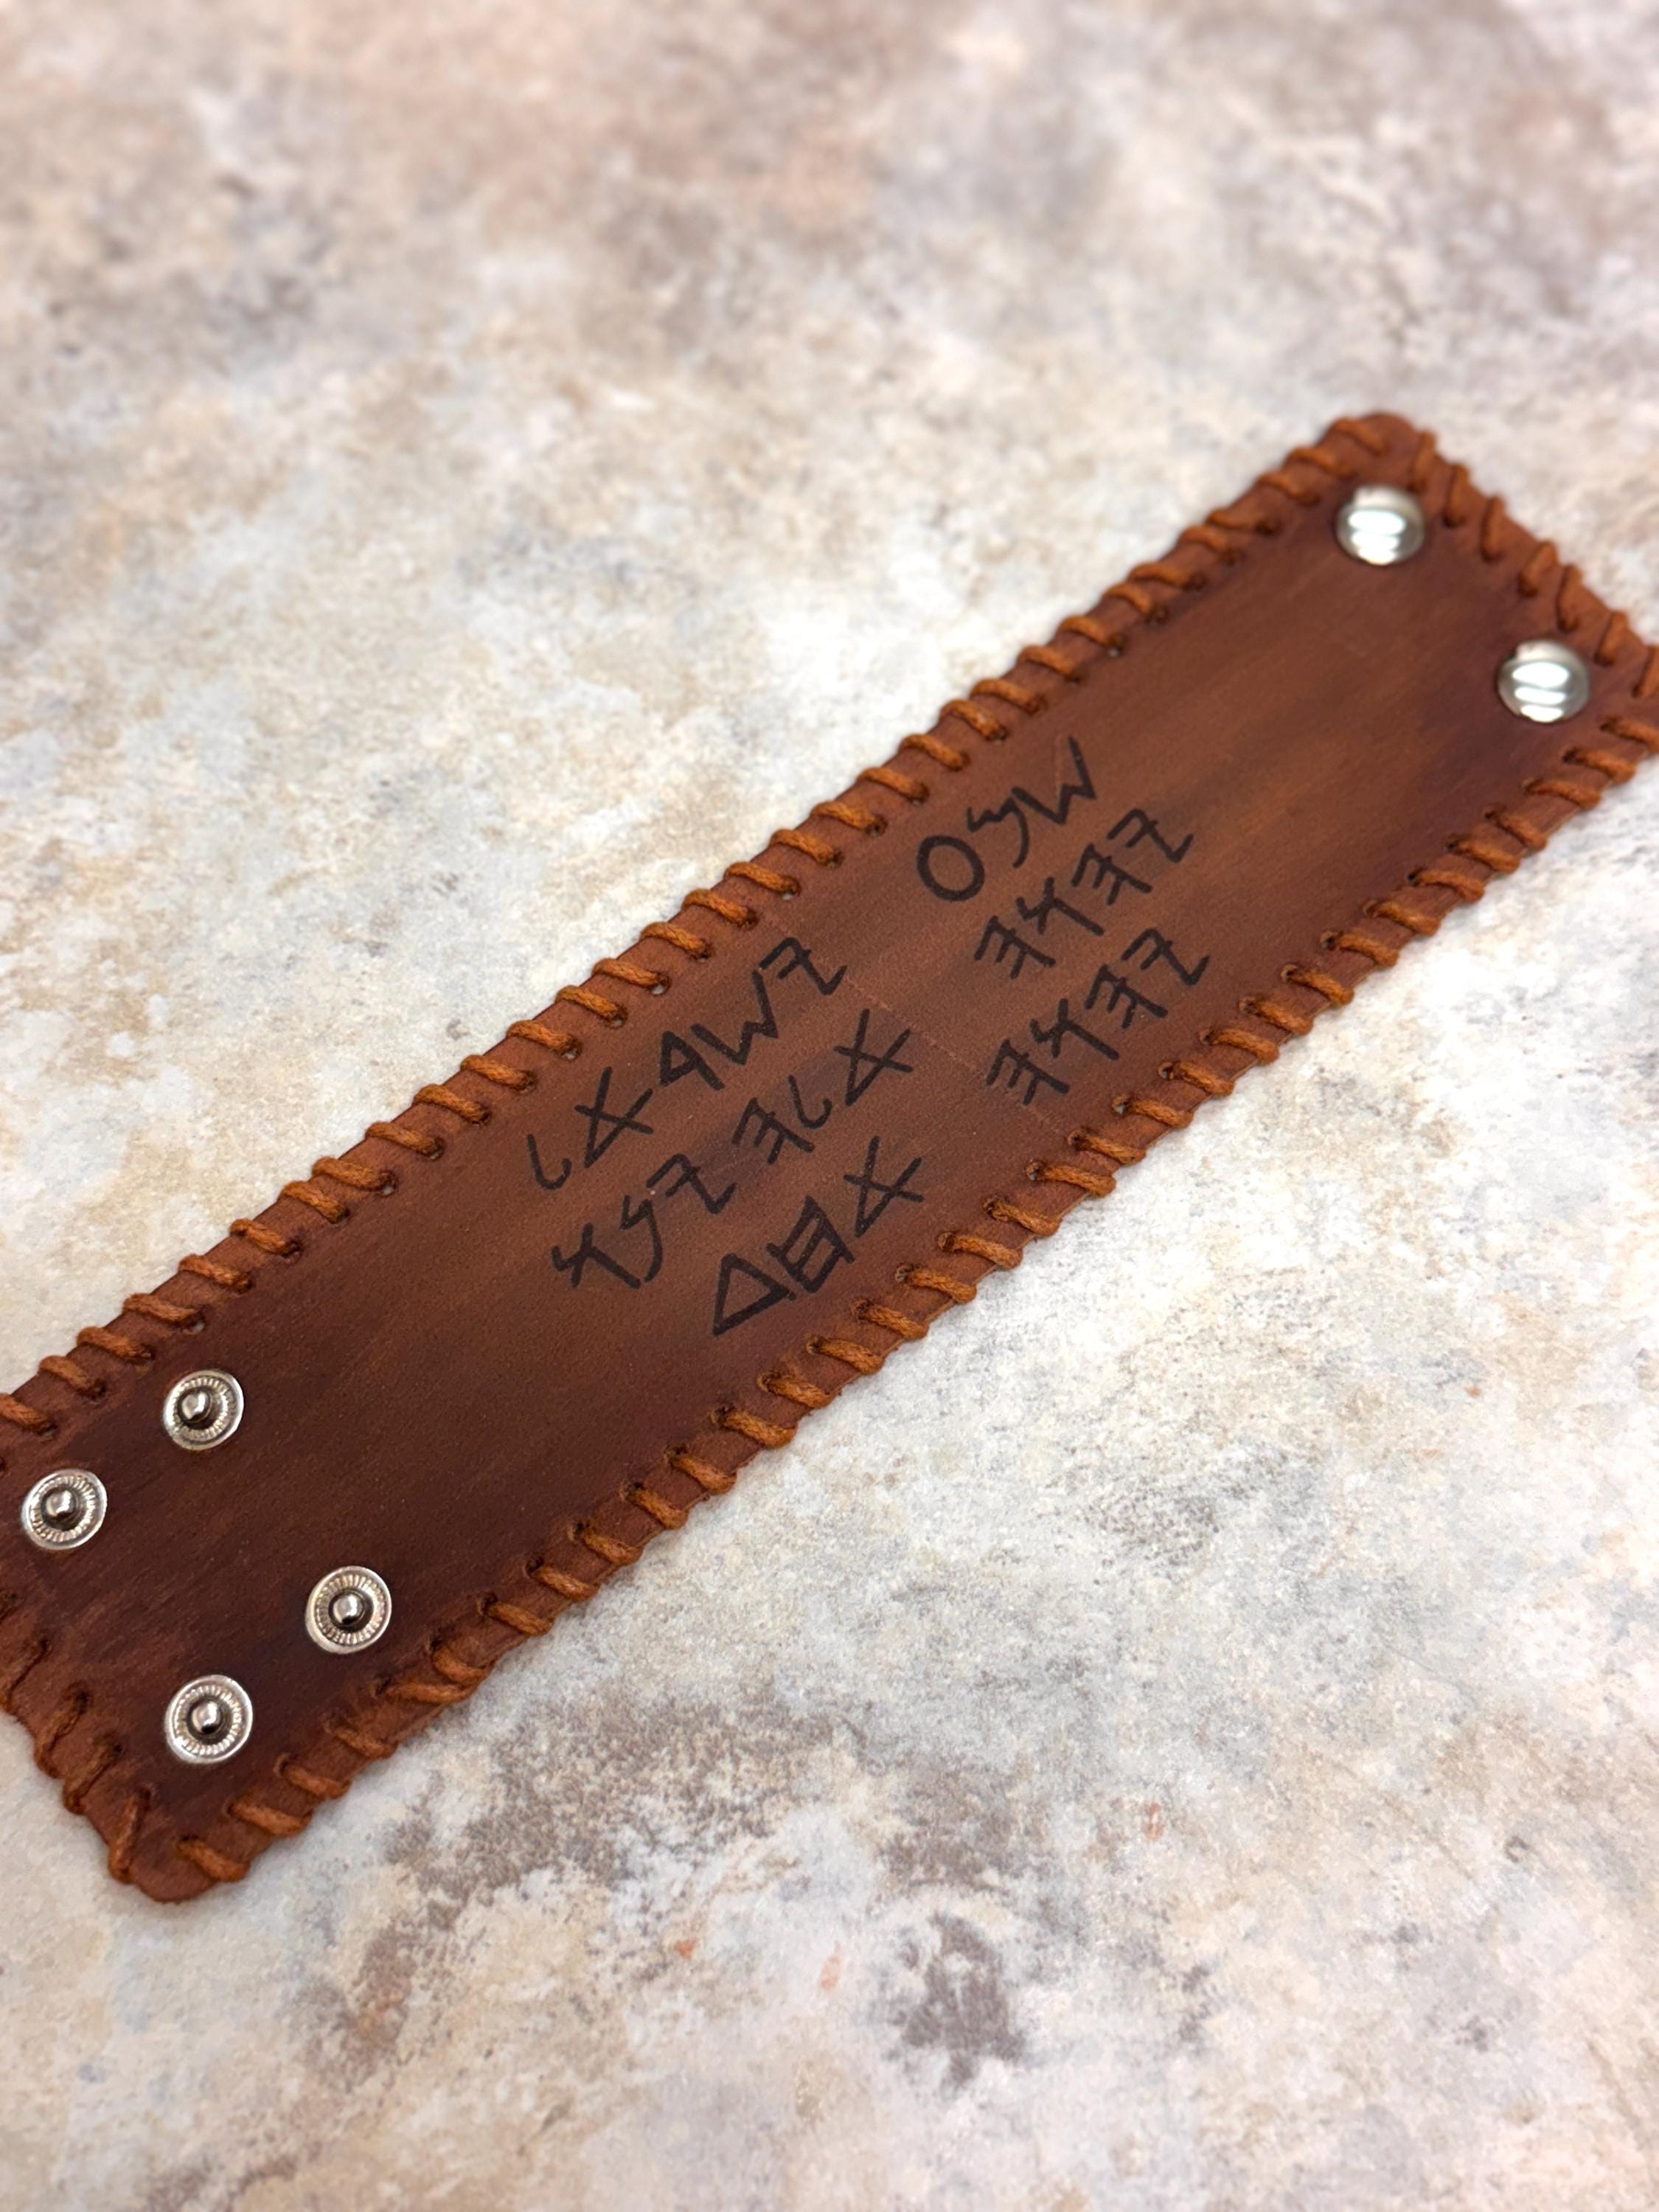 𐤔𐤌𐤏 𐤉𐤔𐤓𐤀𐤋
𐤉𐤄𐤅𐤄 𐤀𐤋𐤄𐤉𐤍𐤅
𐤉𐤄𐤅𐤄 𐤀𐤇𐤃